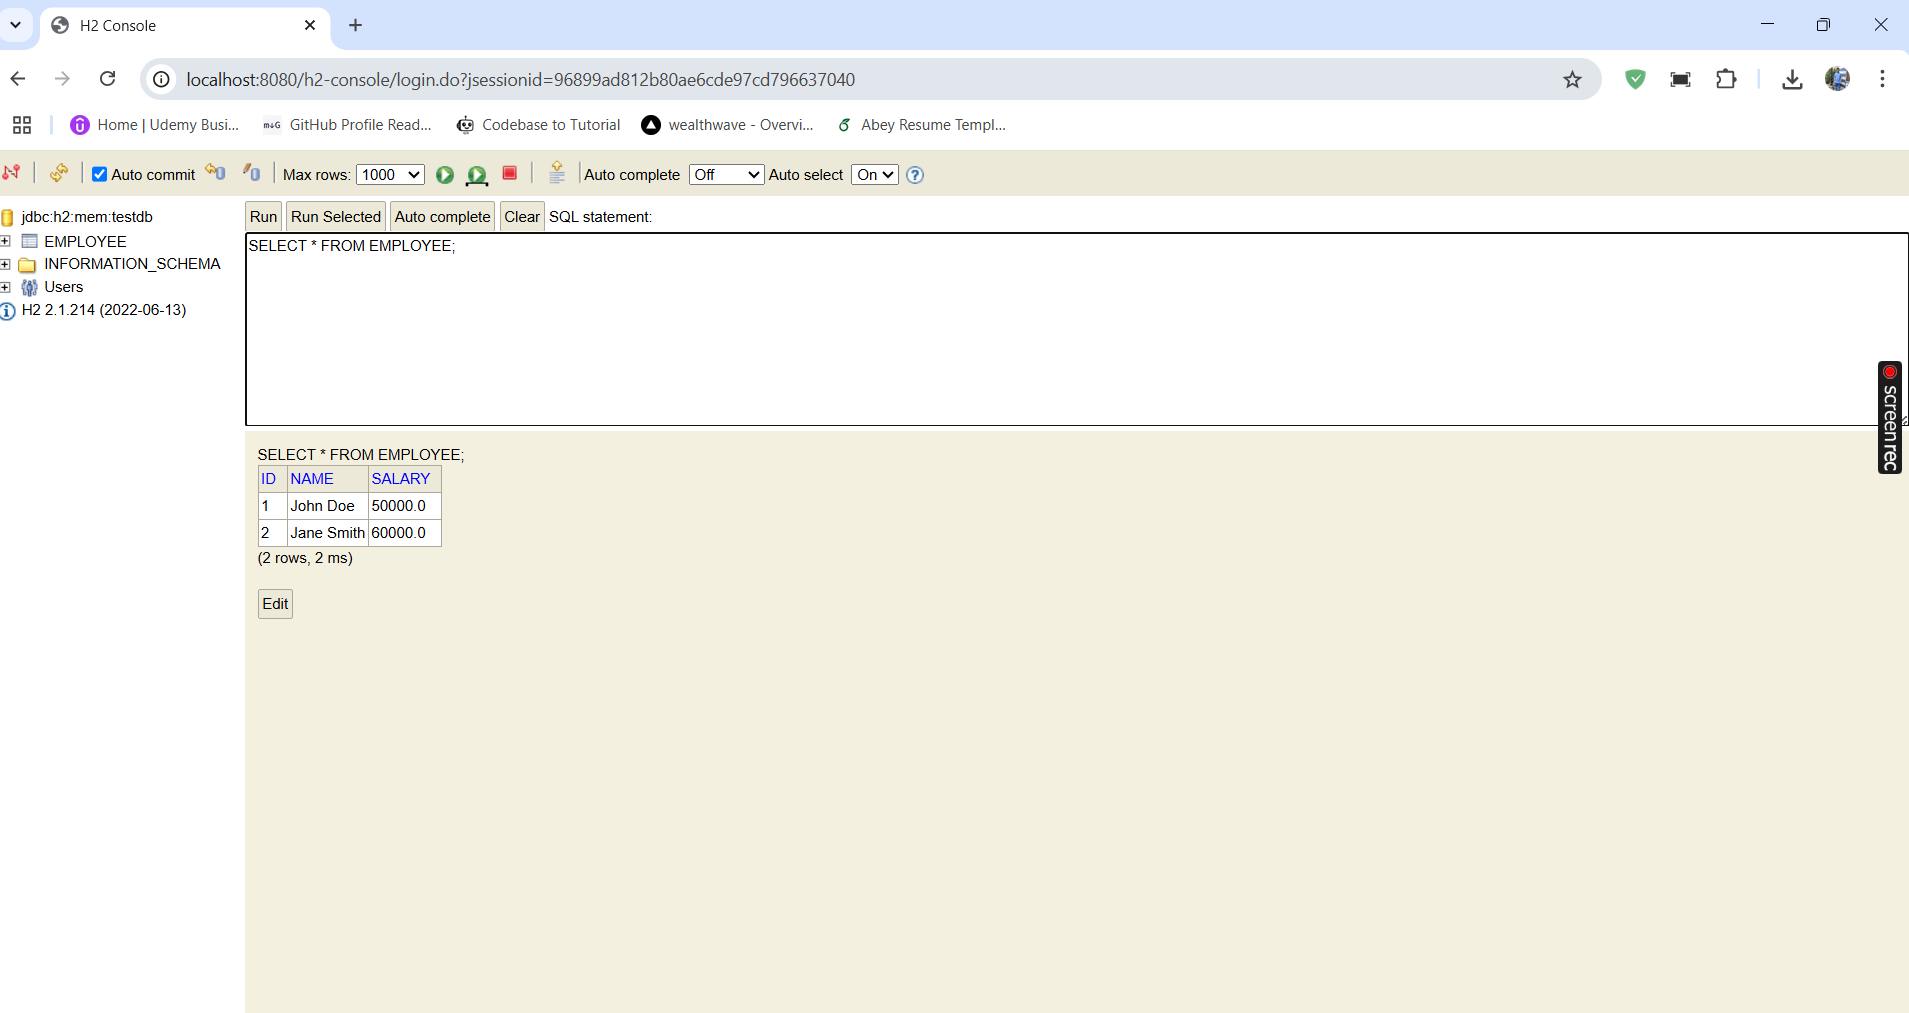 H2 Console
localhost:8080/h2-console/login.do?jsessionid=96899ad812b80ae6cde97cd796637040
Home | Udemy Busi... GitHub Profile Read... Codebase to Tutorial wealthwave - Overvi... Abey Resume Templ...
Auto commit Max rows: 1000 Auto complete Off Auto select On
jdbc:h2:mem:testdb
EMPLOYEE
INFORMATION_SCHEMA
Users
H2 2.1.214 (2022-06-13)
Run Run Selected Auto complete Clear SQL statement:
SELECT * FROM EMPLOYEE;
SELECT * FROM EMPLOYEE;
ID NAME SALARY
1 John Doe 50000.0
2 Jane Smith 60000.0
(2 rows, 2 ms)
Edit
screenrec